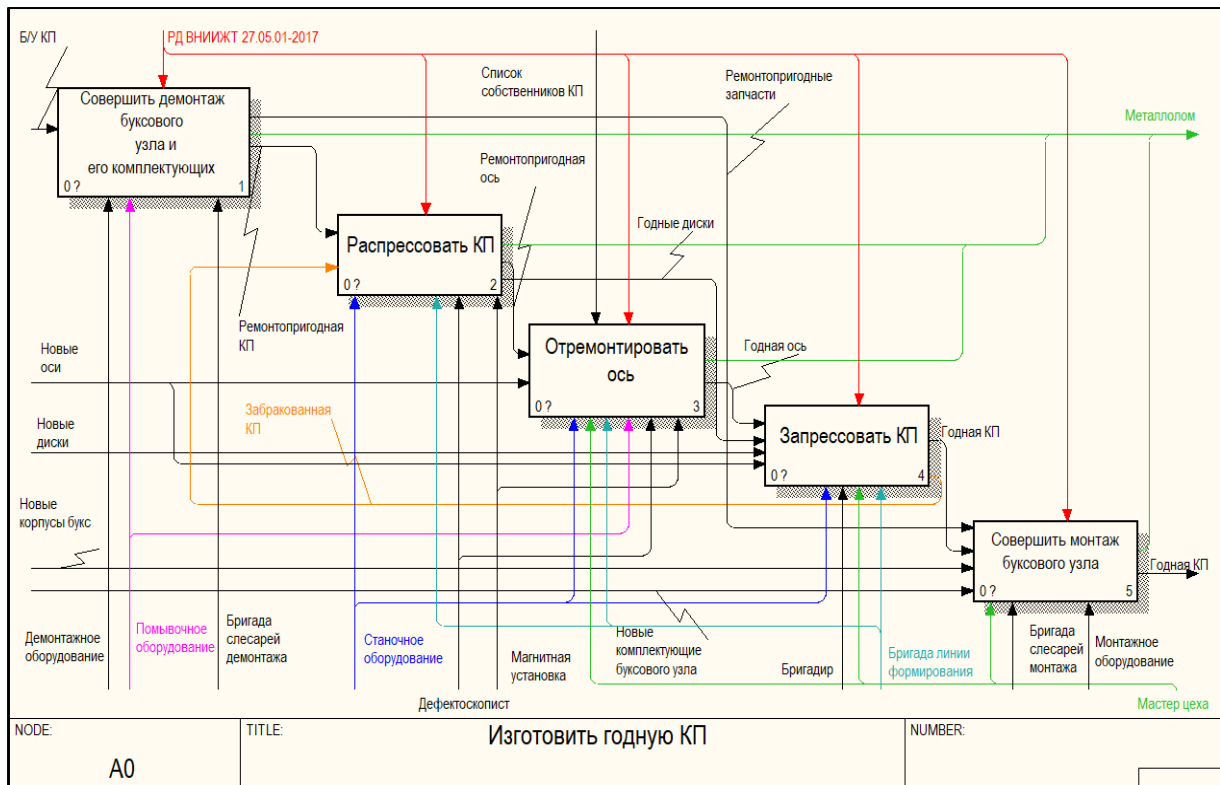 Б/У КП
РД ВНИИЖТ 27.05.01-2017
Список
собственников КП
Ремонтопригодные
запчасти
Металлолом
Совершить демонтаж
буксового
узла и
его комплектующих
0 ?
1
Ремонтопригодная
ось
Годные диски
Распрессовать КП
0 ?
2
Ремонтопригодная
КП
Новые
оси
Отремонтировать
ось
0 ?
3
Годная ось
Забракованная
КП
Новые
диски
Запрессовать КП
0 ?
4
Годная КП
Новые
корпусы букс
Совершить монтаж
буксового узла
0 ?
5
Годная КП
Демонтажное
оборудование
Помывочное
оборудование
Бригада
слесарей
демонтажа
Станочное
оборудование
Дефектоскопист
Магнитная
установка
Новые
комплектующие
буксового узла
Бригадир
Бригада линии
формирования
Бригада
слесарей
монтажа
Монтажное
оборудование
Мастер цеха
NODE:
A0
TITLE:
Изготовить годную КП
NUMBER: